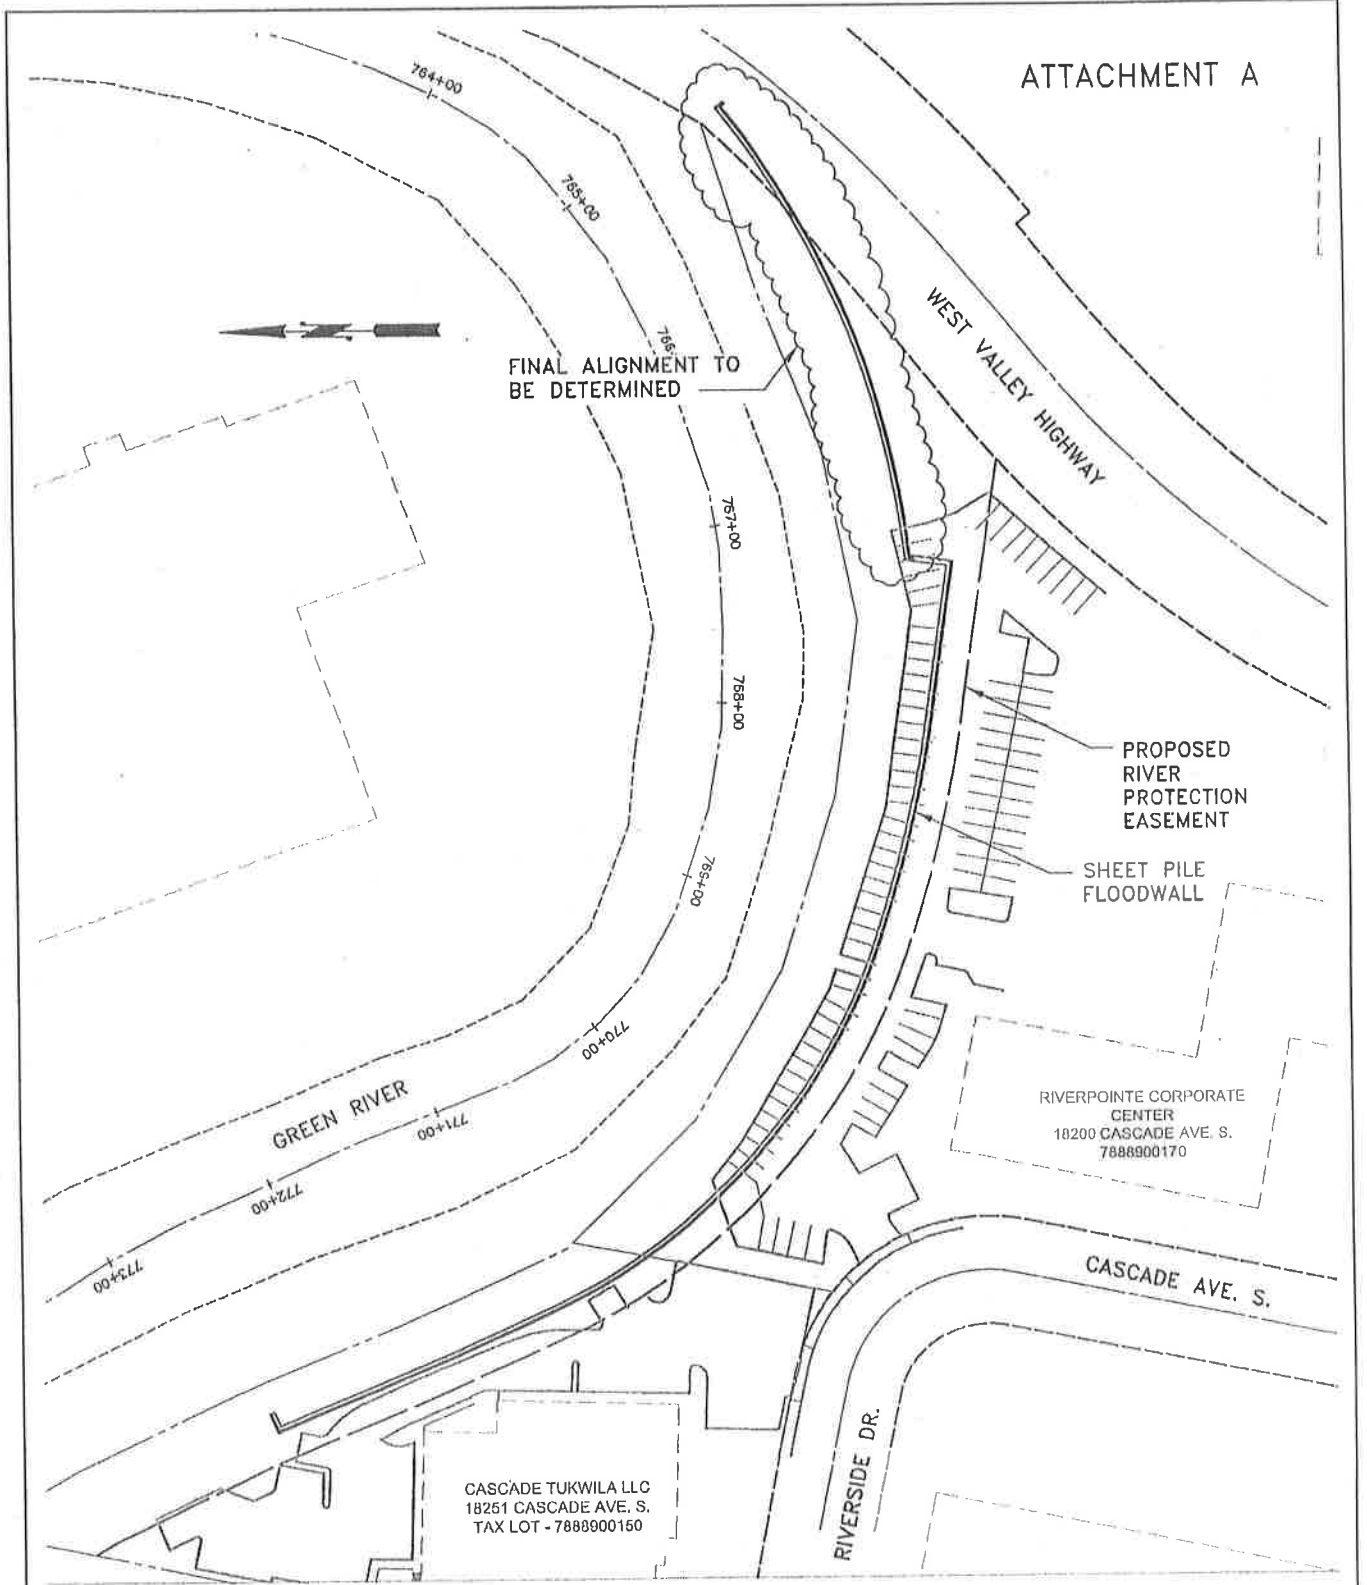 ATTACHMENT A
764+00
765+00
766
FINAL ALIGNMENT TO
BE DETERMINED
WEST VALLEY HIGHWAY
767+00
768+00
PROPOSED
RIVER
PROTECTION
EASEMENT
769+00
SHEET PILE
FLOODWALL
770+00
GREEN RIVER
771+00
772+00
773+00
RIVERPOINTE CORPORATE
CENTER
18200 CASCADE AVE. S.
7888900170
CASCADE AVE. S.
RIVERSIDE DR.
CASCADE TUKWILA LLC
18251 CASCADE AVE. S.
TAX LOT - 7888900150